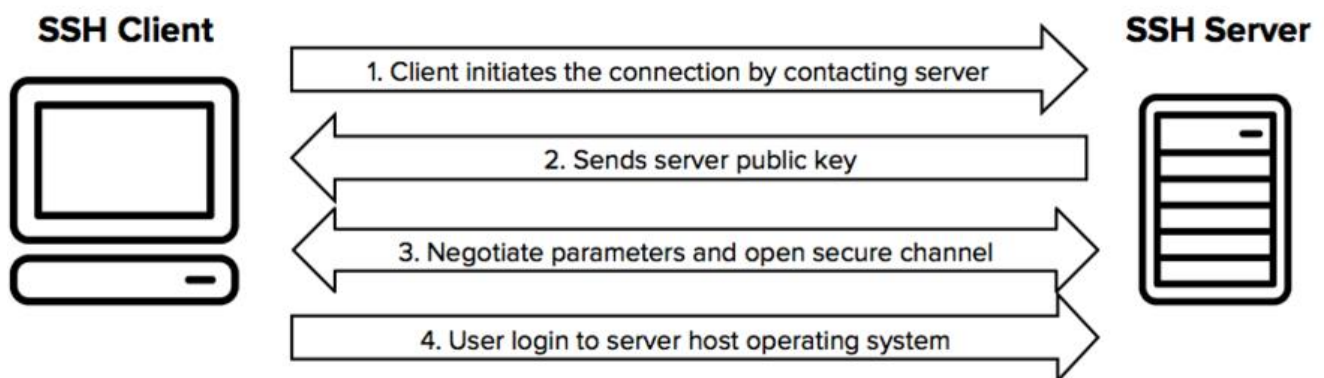 SSH Client
SSH Server
1. Client initiates the connection by contacting server
2. Sends server public key
3. Negotiate parameters and open secure channel
4. User login to server host operating system